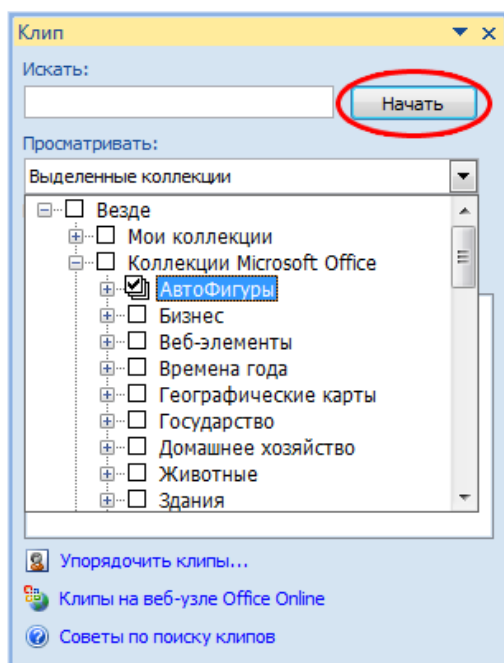 Клип
Искать:
Начать
Просматривать:
Выделенные коллекции
Везде
Мои коллекции
Коллекции Microsoft Office
АвтоФигуры
Бизнес
Веб-элементы
Времена года
Географические карты
Государство
Домашнее хозяйство
Животные
Здания
Упорядочить клипы...
Клипы на веб-узле Office Online
Советы по поиску клипов